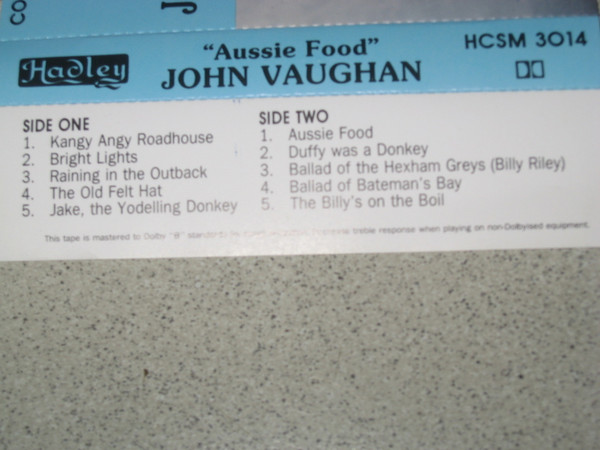 CO
J
Hadley
"Aussie Food"
JOHN VAUGHAN
HCSM 3014
SIDE ONE
1. Kangy Angy Roadhouse
2. Bright Lights
3. Raining in the Outback
4. The Old Felt Hat
5. Jake, the Yodelling Donkey
SIDE TWO
1. Aussie Food
2. Duffy was a Donkey
3. Ballad of the Hexham Greys (Billy Riley)
4. Ballad of Bateman's Bay
5. The Billy's on the Boil
This tape is mastered to Dolby "B" treble response when playing on non-Dolbyised equipment.